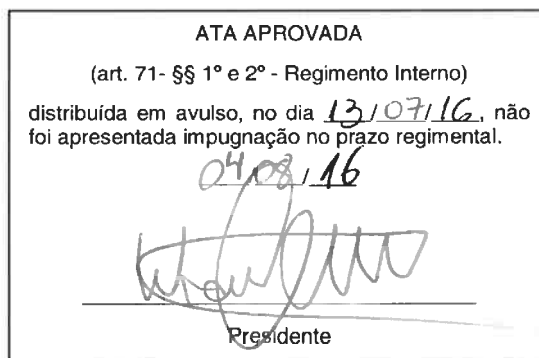 ATA APROVADA
(art. 71- §§ 1º e 2º - Regimento Interno)
distribuída em avulso, no dia 13/07/16, não
foi apresentada impugnação no prazo regimental.
04/08/16
Presidente